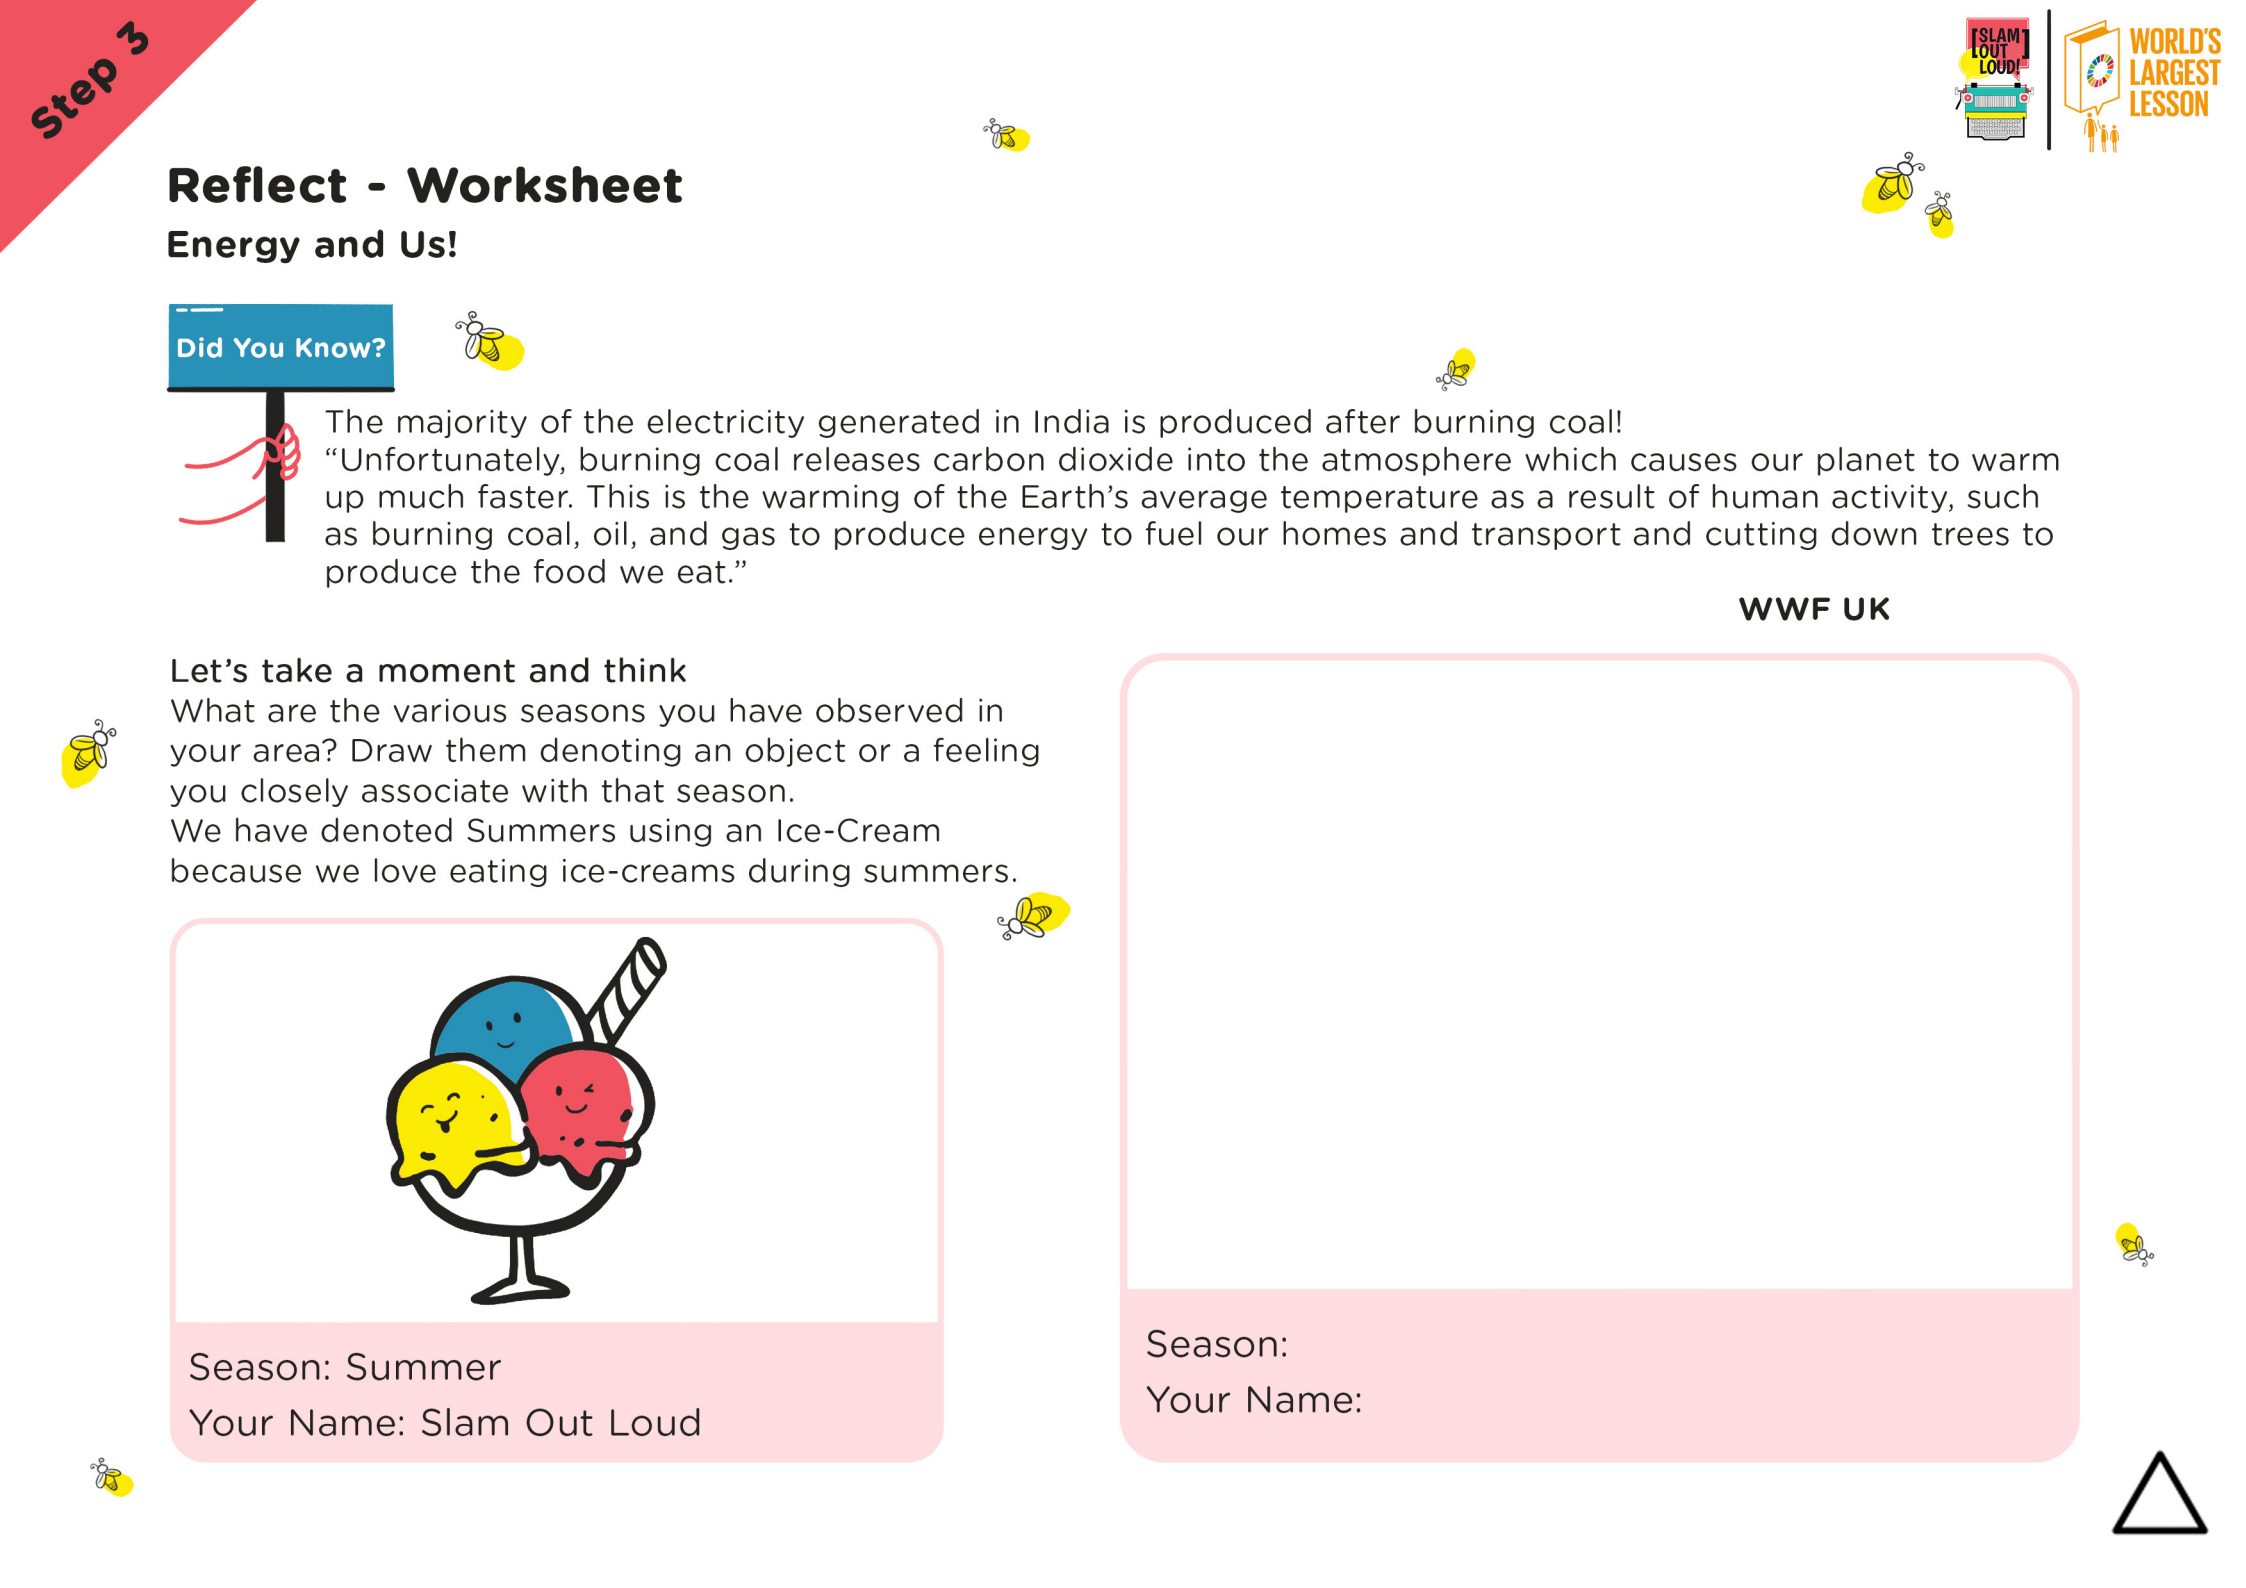 Step 3
[SLAM
OUT
LOUD!]
WORLD'S
LARGEST
LESSON
Reflect - Worksheet
Energy and Us!
Did You Know?
The majority of the electricity generated in India is produced after burning coal!
“Unfortunately, burning coal releases carbon dioxide into the atmosphere which causes our planet to warm
up much faster. This is the warming of the Earth’s average temperature as a result of human activity, such
as burning coal, oil, and gas to produce energy to fuel our homes and transport and cutting down trees to
produce the food we eat.”
WWF UK
Let’s take a moment and think
What are the various seasons you have observed in
your area? Draw them denoting an object or a feeling
you closely associate with that season.
We have denoted Summers using an Ice-Cream
because we love eating ice-creams during summers.
Season: Summer
Your Name: Slam Out Loud
Season:
Your Name: